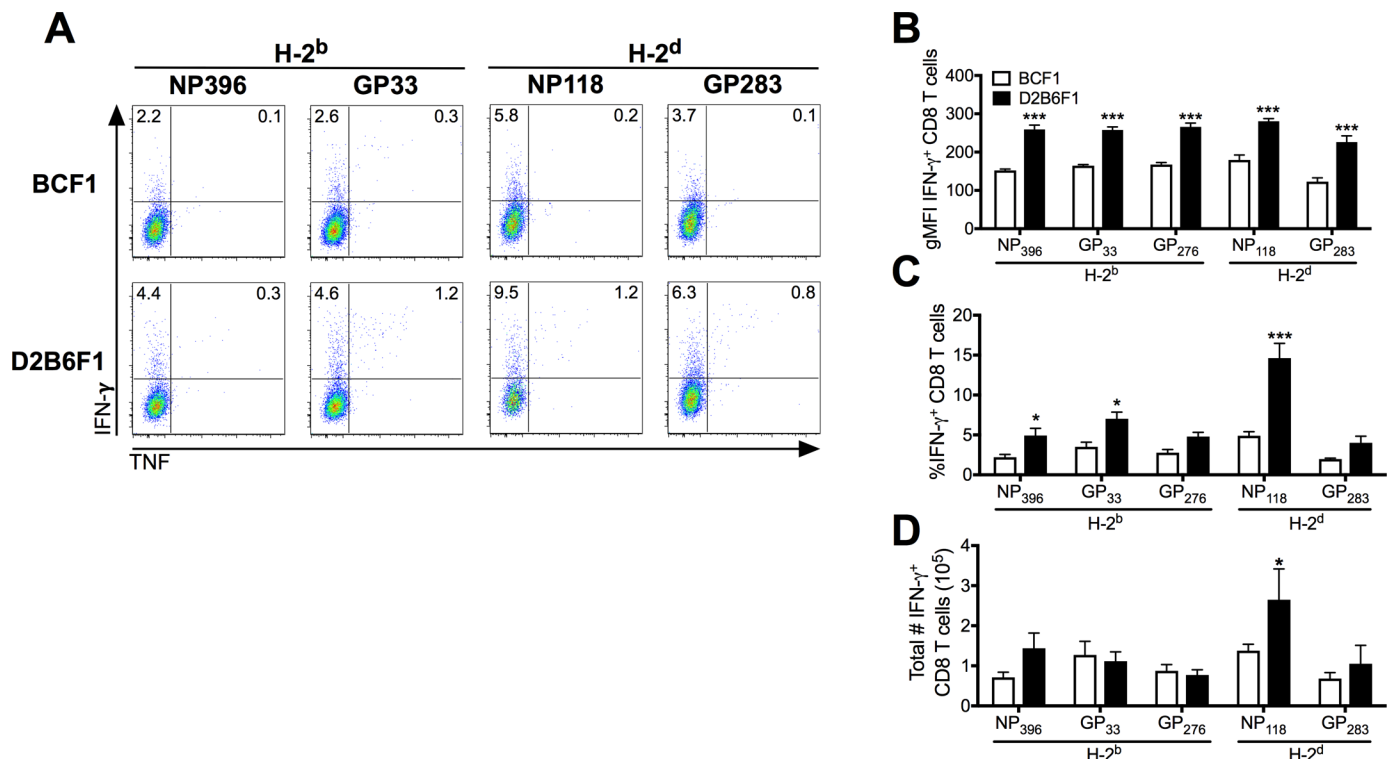 A
H-2b H-2d
NP396 GP33 NP118 GP283
BCF1
2.2 0.1 2.6 0.3 5.8 0.2 3.7 0.1
D2B6F1
4.4 0.3 4.6 1.2 9.5 1.2 6.3 0.8
IFN-γ
TNF
B
gMFI IFN-γ+ CD8 T cells
400
300
200
100
0
BCF1
D2B6F1
*** *** *** *** ***
NP396 GP33 GP276 NP118 GP283
H-2b H-2d
C
%IFN-γ+ CD8 T cells
20
15
10
5
0
* * ***
NP396 GP33 GP276 NP118 GP283
H-2b H-2d
D
Total # IFN-γ+
CD8 T cells (105)
4
3
2
1
0
*
NP396 GP33 GP276 NP118 GP283
H-2b H-2d